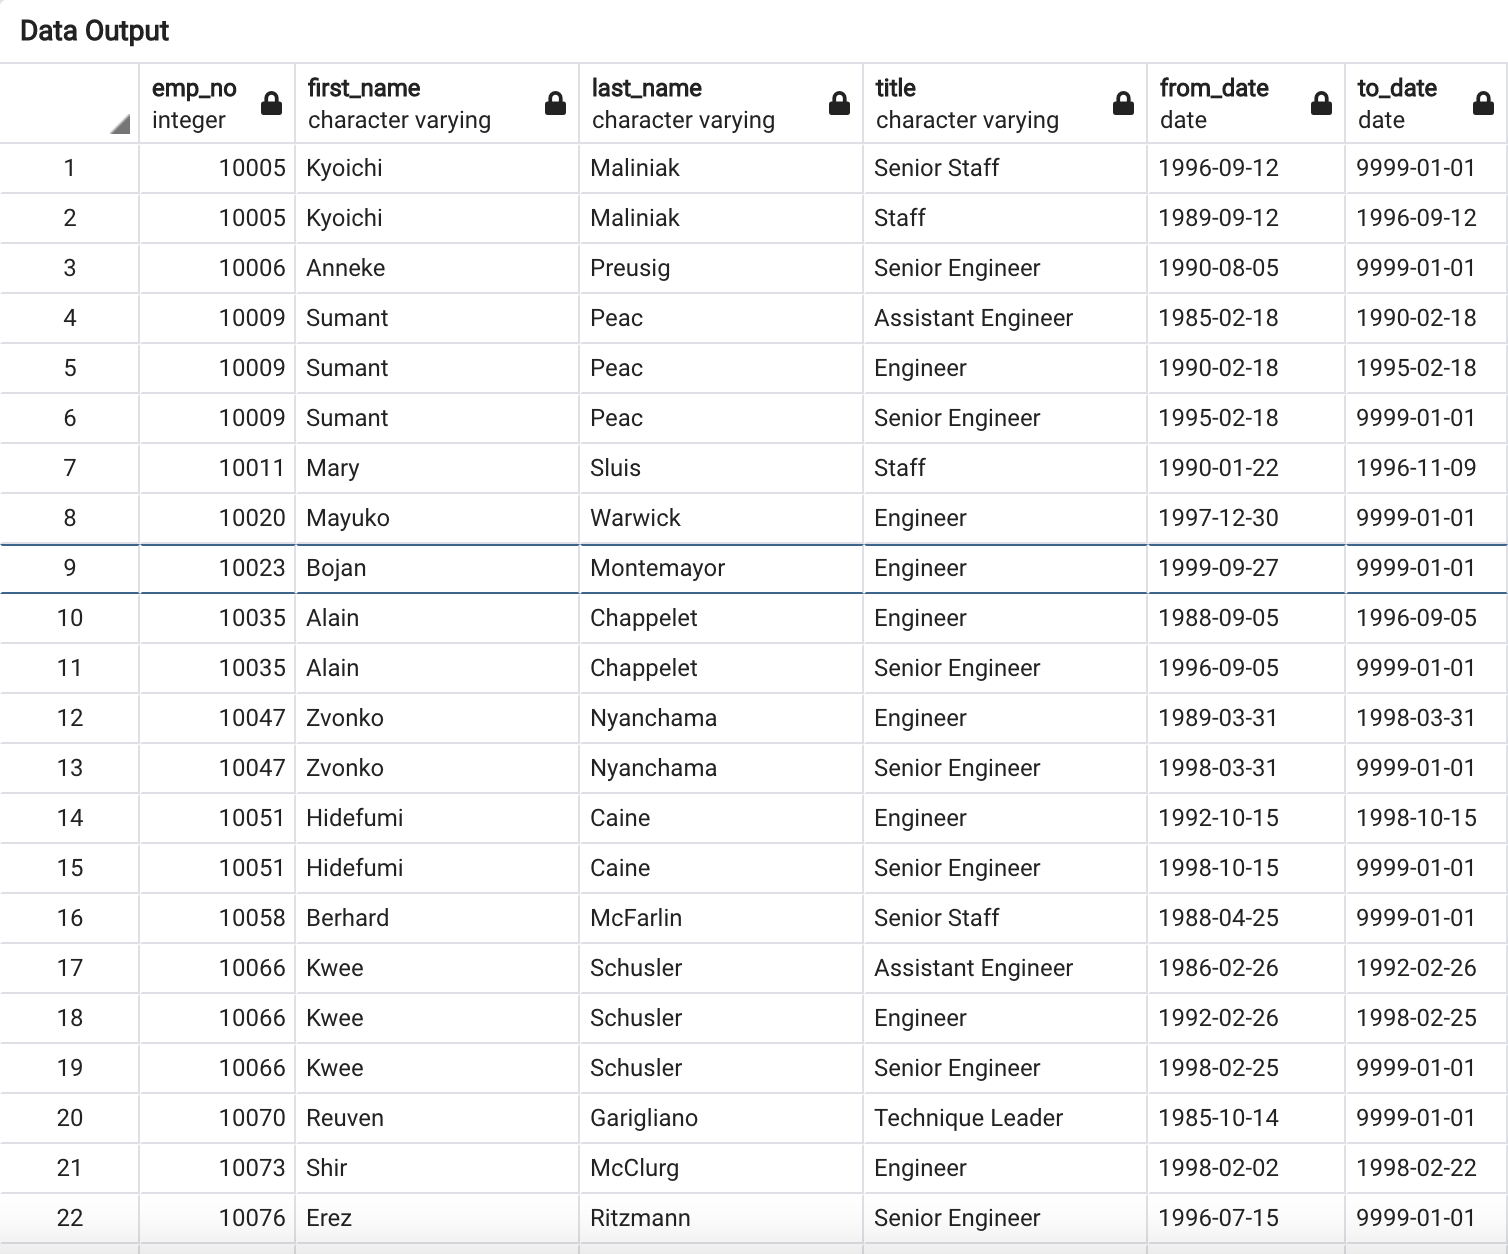 Data Output
emp_no first_name last_name title from_date to_date
integer character varying character varying character varying date date
1 10005 Kyoichi Maliniak Senior Staff 1996-09-12 9999-01-01
2 10005 Kyoichi Maliniak Staff 1989-09-12 1996-09-12
3 10006 Anneke Preusig Senior Engineer 1990-08-05 9999-01-01
4 10009 Sumant Peac Assistant Engineer 1985-02-18 1990-02-18
5 10009 Sumant Peac Engineer 1990-02-18 1995-02-18
6 10009 Sumant Peac Senior Engineer 1995-02-18 9999-01-01
7 10011 Mary Sluis Staff 1990-01-22 1996-11-09
8 10020 Mayuko Warwick Engineer 1997-12-30 9999-01-01
9 10023 Bojan Montemayor Engineer 1999-09-27 9999-01-01
10 10035 Alain Chappelet Engineer 1988-09-05 1996-09-05
11 10035 Alain Chappelet Senior Engineer 1996-09-05 9999-01-01
12 10047 Zvonko Nyanchama Engineer 1989-03-31 1998-03-31
13 10047 Zvonko Nyanchama Senior Engineer 1998-03-31 9999-01-01
14 10051 Hidefumi Caine Engineer 1992-10-15 1998-10-15
15 10051 Hidefumi Caine Senior Engineer 1998-10-15 9999-01-01
16 10058 Berhard McFarlin Senior Staff 1988-04-25 9999-01-01
17 10066 Kwee Schusler Assistant Engineer 1986-02-26 1992-02-26
18 10066 Kwee Schusler Engineer 1992-02-26 1998-02-25
19 10066 Kwee Schusler Senior Engineer 1998-02-25 9999-01-01
20 10070 Reuven Garigliano Technique Leader 1985-10-14 9999-01-01
21 10073 Shir McClurg Engineer 1998-02-02 1998-02-22
22 10076 Erez Ritzmann Senior Engineer 1996-07-15 9999-01-01